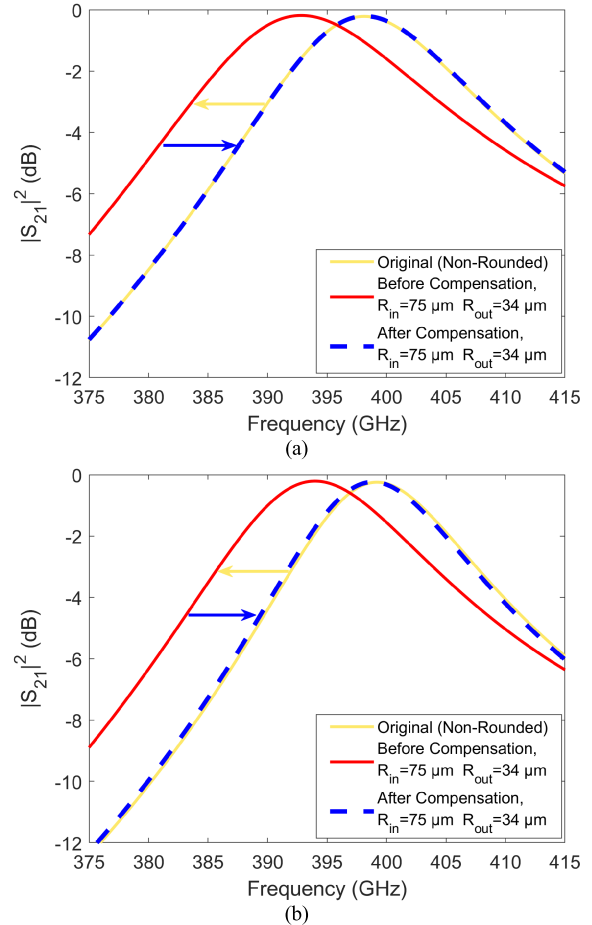 0
-2
-4
-6
-8
-10
-12
|S21|² (dB)
Original (Non-Rounded)
Before Compensation,
Rin=75 µm Rout=34 µm
After Compensation,
Rin=75 µm Rout=34 µm
375 380 385 390 395 400 405 410 415
Frequency (GHz)
(a)
0
-2
-4
-6
-8
-10
-12
|S21|² (dB)
Original (Non-Rounded)
Before Compensation,
Rin=75 µm Rout=34 µm
After Compensation,
Rin=75 µm Rout=34 µm
375 380 385 390 395 400 405 410 415
Frequency (GHz)
(b)